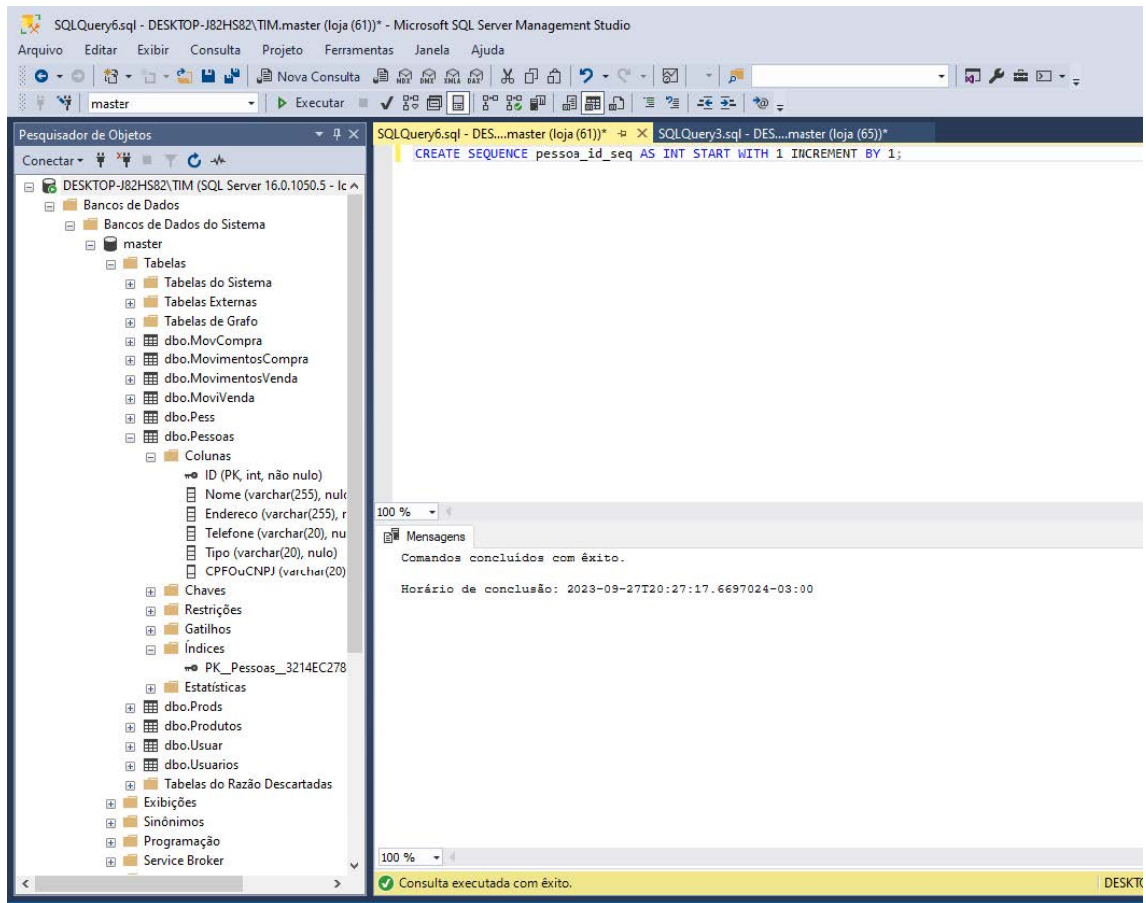 SQLQuery6.sql - DESKTOP-J82HS82\TIM.master (loja (61))* - Microsoft SQL Server Management Studio
Arquivo Editar Exibir Consulta Projeto Ferramentas Janela Ajuda
Nova Consulta MDX DMX XMLA DAX
master Executar
Pesquisador de Objetos
Conectar
DESKTOP-J82HS82\TIM (SQL Server 16.0.1050.5 - lo
Bancos de Dados
Bancos de Dados do Sistema
master
Tabelas
Tabelas do Sistema
Tabelas Externas
Tabelas de Grafo
dbo.MovCompra
dbo.MovimentosCompra
dbo.MovimentosVenda
dbo.MoviVenda
dbo.Pess
dbo.Pessoas
Colunas
ID (PK, int, não nulo)
Nome (varchar(255), nulo
Endereco (varchar(255), r
Telefone (varchar(20), nu
Tipo (varchar(20), nulo)
CPFOuCNPJ (varchar(20)
Chaves
Restrições
Gatilhos
Índices
PK__Pessoas__3214EC278
Estatísticas
dbo.Prods
dbo.Produtos
dbo.Usuar
dbo.Usuarios
Tabelas do Razão Descartadas
Exibições
Sinônimos
Programação
Service Broker
SQLQuery6.sql - DES....master (loja (61))* SQLQuery3.sql - DES....master (loja (65))*
CREATE SEQUENCE pessoa_id_seq AS INT START WITH 1 INCREMENT BY 1;
100 %
Mensagens
Comandos concluídos com êxito.
Horário de conclusão: 2023-09-27T20:27:17.6697024-03:00
100 %
Consulta executada com êxito. DESKTO